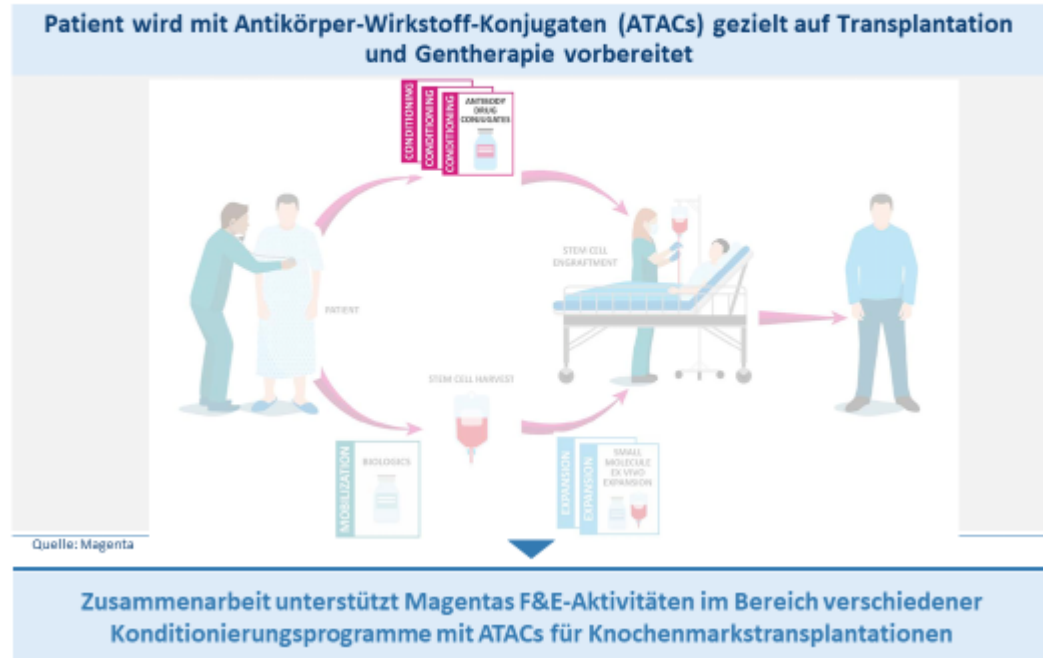 Patient wird mit Antikörper-Wirkstoff-Konjugaten (ATACs) gezielt auf Transplantation
und Gentherapie vorbereitet
CONDITIONING
CONDITIONING
CONDITIONING
ANTIBODY
DRUG
CONJUGATES
STEM CELL
ENGRAFTMENT
PATIENT
STEM CELL HARVEST
MOBILIZATION
BIOLOGICS
EXPANSION
EXPANSION
SMALL
MOLECULE
EX VIVO
EXPANSION
Quelle: Magenta
Zusammenarbeit unterstützt Magentas F&E-Aktivitäten im Bereich verschiedener
Konditionierungsprogramme mit ATACs für Knochenmarkstransplantationen